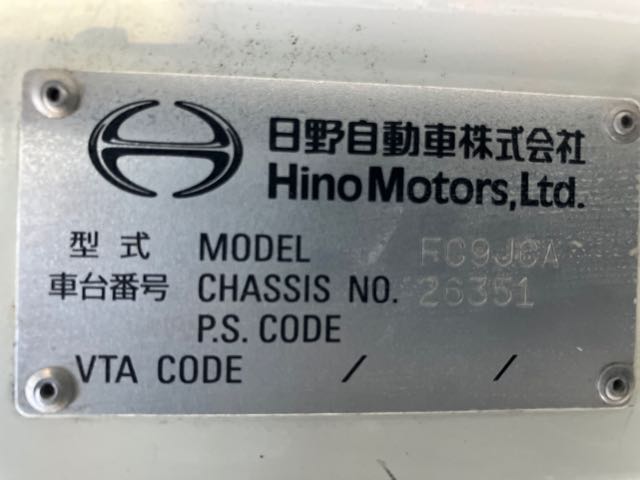 日野自動車株式会社
Hino Motors, Ltd.
型 式 MODEL FC9JCA
車台番号 CHASSIS NO. 26351
P.S. CODE
VTA CODE / /